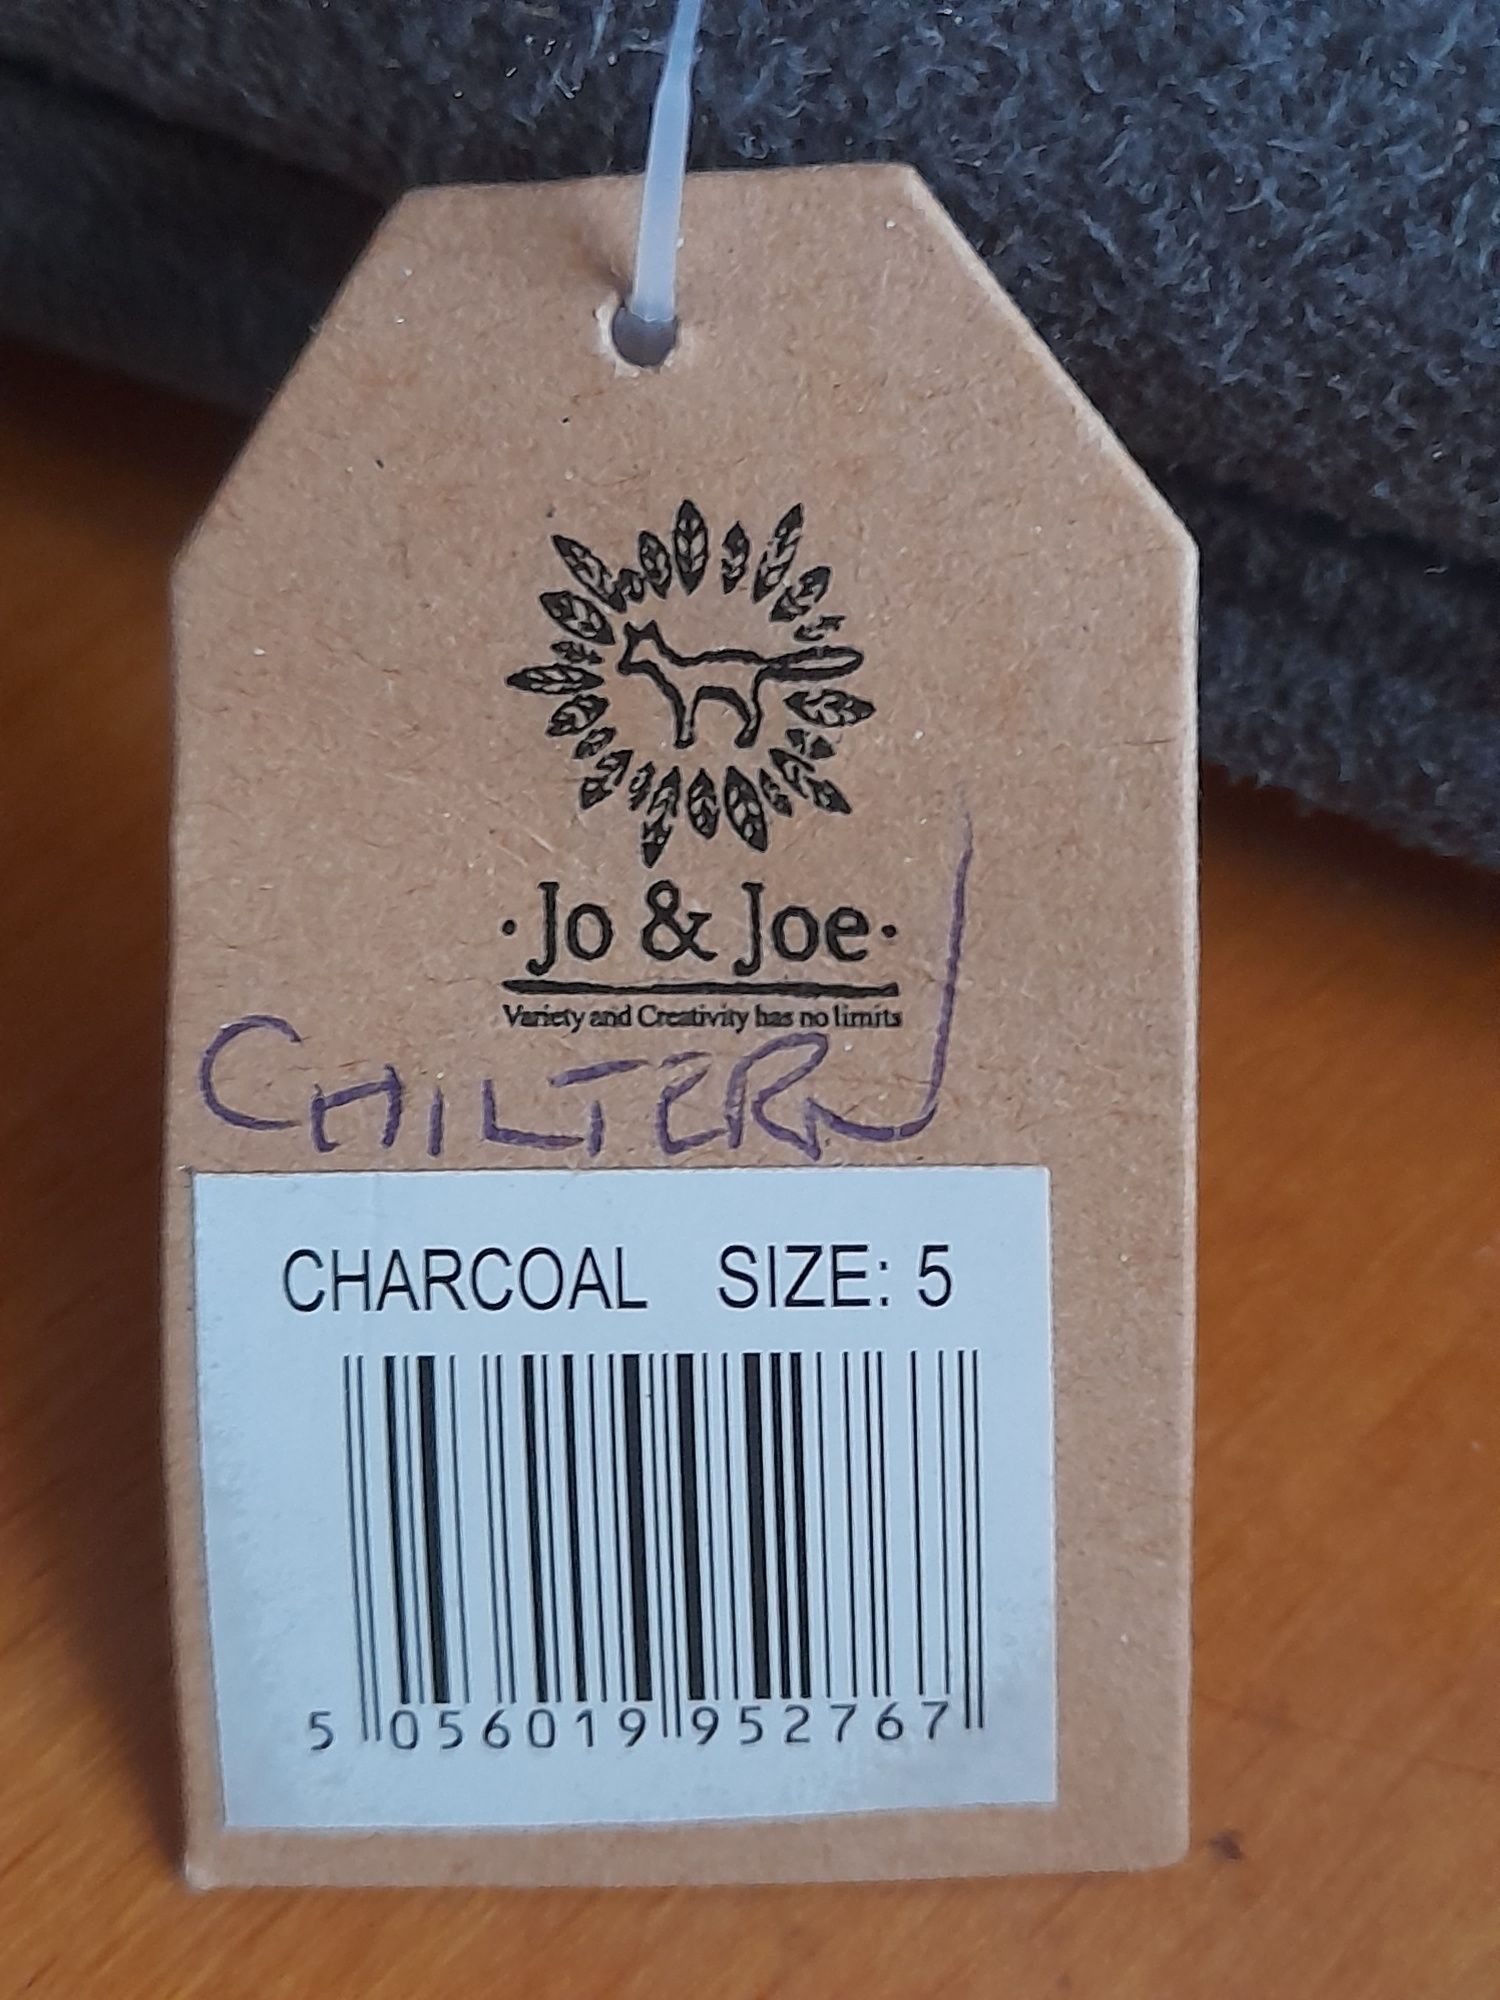 ·Jo & Joe·
Variety and Creativity has no limits
CHILTERN
CHARCOAL SIZE: 5
5 056019 952767